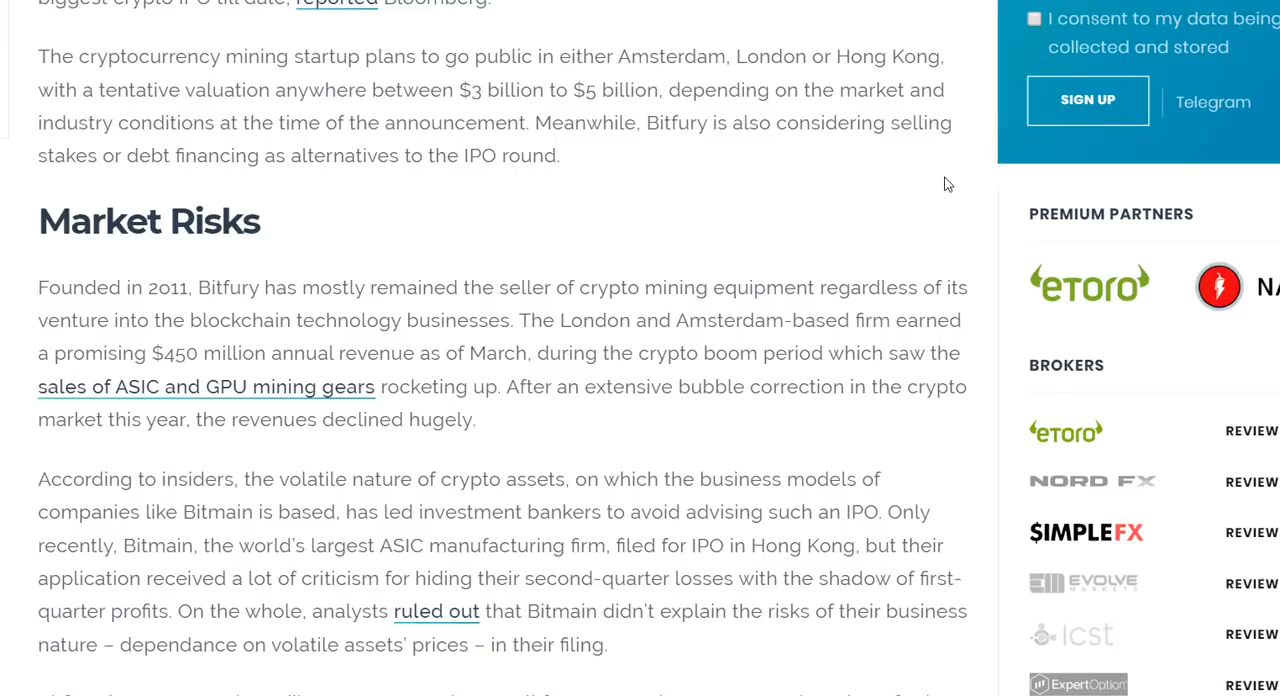 biggest crypto IPO till date, reported Bloomberg.
The cryptocurrency mining startup plans to go public in either Amsterdam, London or Hong Kong,
with a tentative valuation anywhere between $3 billion to $5 billion, depending on the market and
industry conditions at the time of the announcement. Meanwhile, Bitfury is also considering selling
stakes or debt financing as alternatives to the IPO round.
Market Risks
Founded in 2011, Bitfury has mostly remained the seller of crypto mining equipment regardless of its
venture into the blockchain technology businesses. The London and Amsterdam-based firm earned
a promising $450 million annual revenue as of March, during the crypto boom period which saw the
sales of ASIC and GPU mining gears rocketing up. After an extensive bubble correction in the crypto
market this year, the revenues declined hugely.
According to insiders, the volatile nature of crypto assets, on which the business models of
companies like Bitmain is based, has led investment bankers to avoid advising such an IPO. Only
recently, Bitmain, the world's largest ASIC manufacturing firm, filed for IPO in Hong Kong, but their
application received a lot of criticism for hiding their second-quarter losses with the shadow of first-
quarter profits. On the whole, analysts ruled out that Bitmain didn't explain the risks of their business
nature – dependance on volatile assets' prices – in their filing.
I consent to my data being
collected and stored
SIGN UP
Telegram
PREMIUM PARTNERS
eToro
NA
BROKERS
eToro REVIEW
NORD FX REVIEW
$IMPLEFX REVIEW
EVOLVE MARKETS REVIEW
icst REVIEW
ExpertOption REVIEW